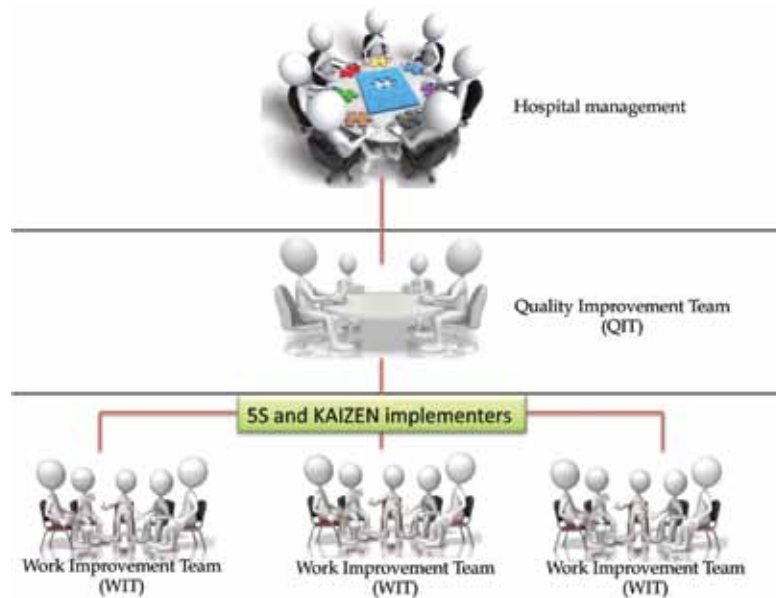 Hospital management
Quality Improvement Team
(QIT)
5S and KAIZEN implementers
Work Improvement Team
(WIT)
Work Improvement Team
(WIT)
Work Improvement Team
(WIT)